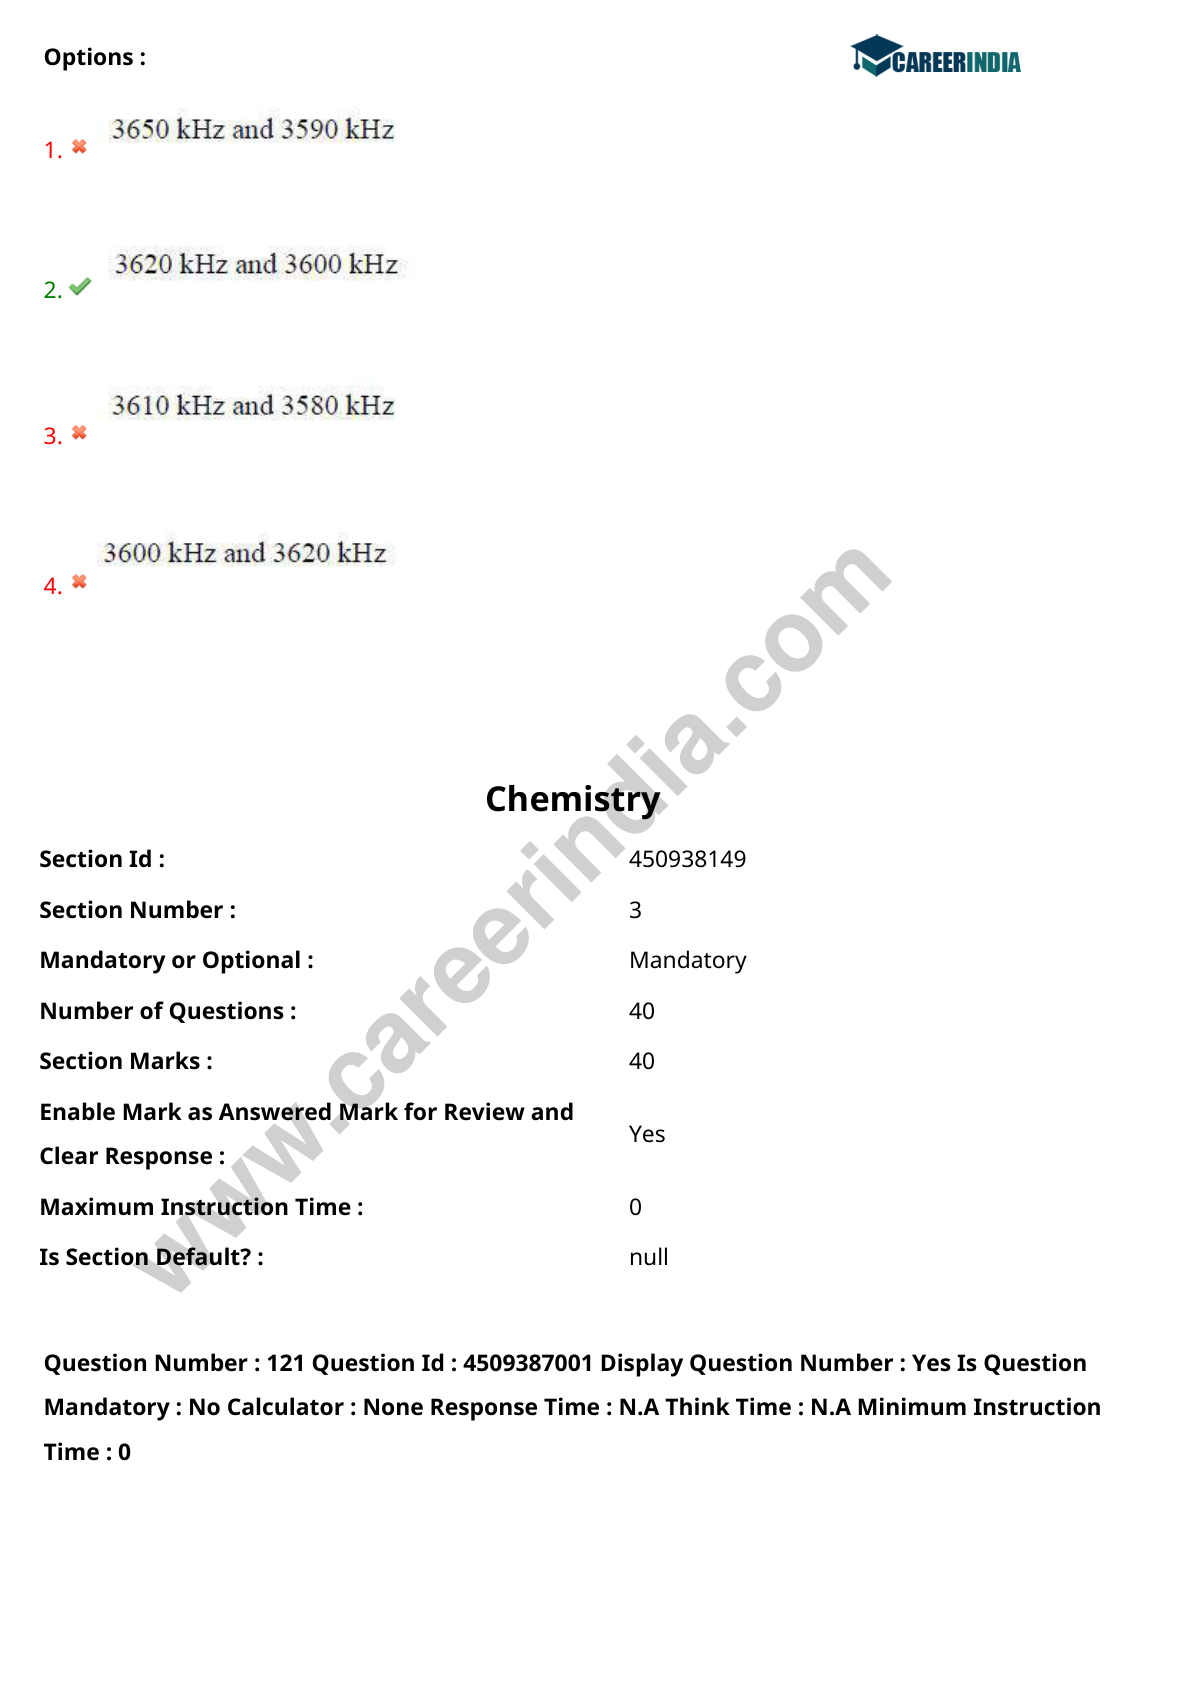 Options :
CAREERINDIA
3650 kHz and 3590 kHz
1.
3620 kHz and 3600 kHz
2.
3610 kHz and 3580 kHz
3.
3600 kHz and 3620 kHz
4.
www.careerindia.com
Chemistry
Section Id : 450938149
Section Number : 3
Mandatory or Optional : Mandatory
Number of Questions : 40
Section Marks : 40
Enable Mark as Answered Mark for Review and
Clear Response :
Yes
Maximum Instruction Time : 0
Is Section Default? : null
Question Number : 121 Question Id : 4509387001 Display Question Number : Yes Is Question
Mandatory : No Calculator : None Response Time : N.A Think Time : N.A Minimum Instruction
Time : 0